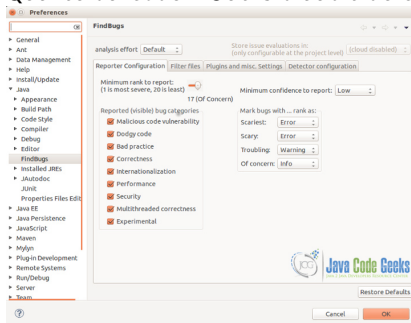 Preferences
FindBugs
General
Ant
Data Management
Help
Install/Update
Java
Appearance
Build Path
Code Style
Compiler
Debug
Editor
FindBugs
Installed JREs
JAutodoc
JUnit
Properties Files Edit
Java EE
Java Persistence
JavaScript
Maven
Mylyn
Plug-in Development
Remote Systems
Run/Debug
Server
Team
analysis effort Default
Store issue evaluations in:
(only configurable at the project level) (cloud disabled)
Reporter Configuration Filter files Plugins and misc. Settings Detector configuration
Minimum rank to report:
(1 is most severe, 20 is least)
17 (Of Concern)
Minimum confidence to report: Low
Reported (visible) bug categories
Malicious code vulnerability
Dodgy code
Bad practice
Correctness
Internationalization
Performance
Security
Multithreaded correctness
Experimental
Mark bugs with ... rank as:
Scariest: Error
Scary: Error
Troubling: Warning
Of concern: Info
Java Code Geeks
Restore Defaults
Cancel OK